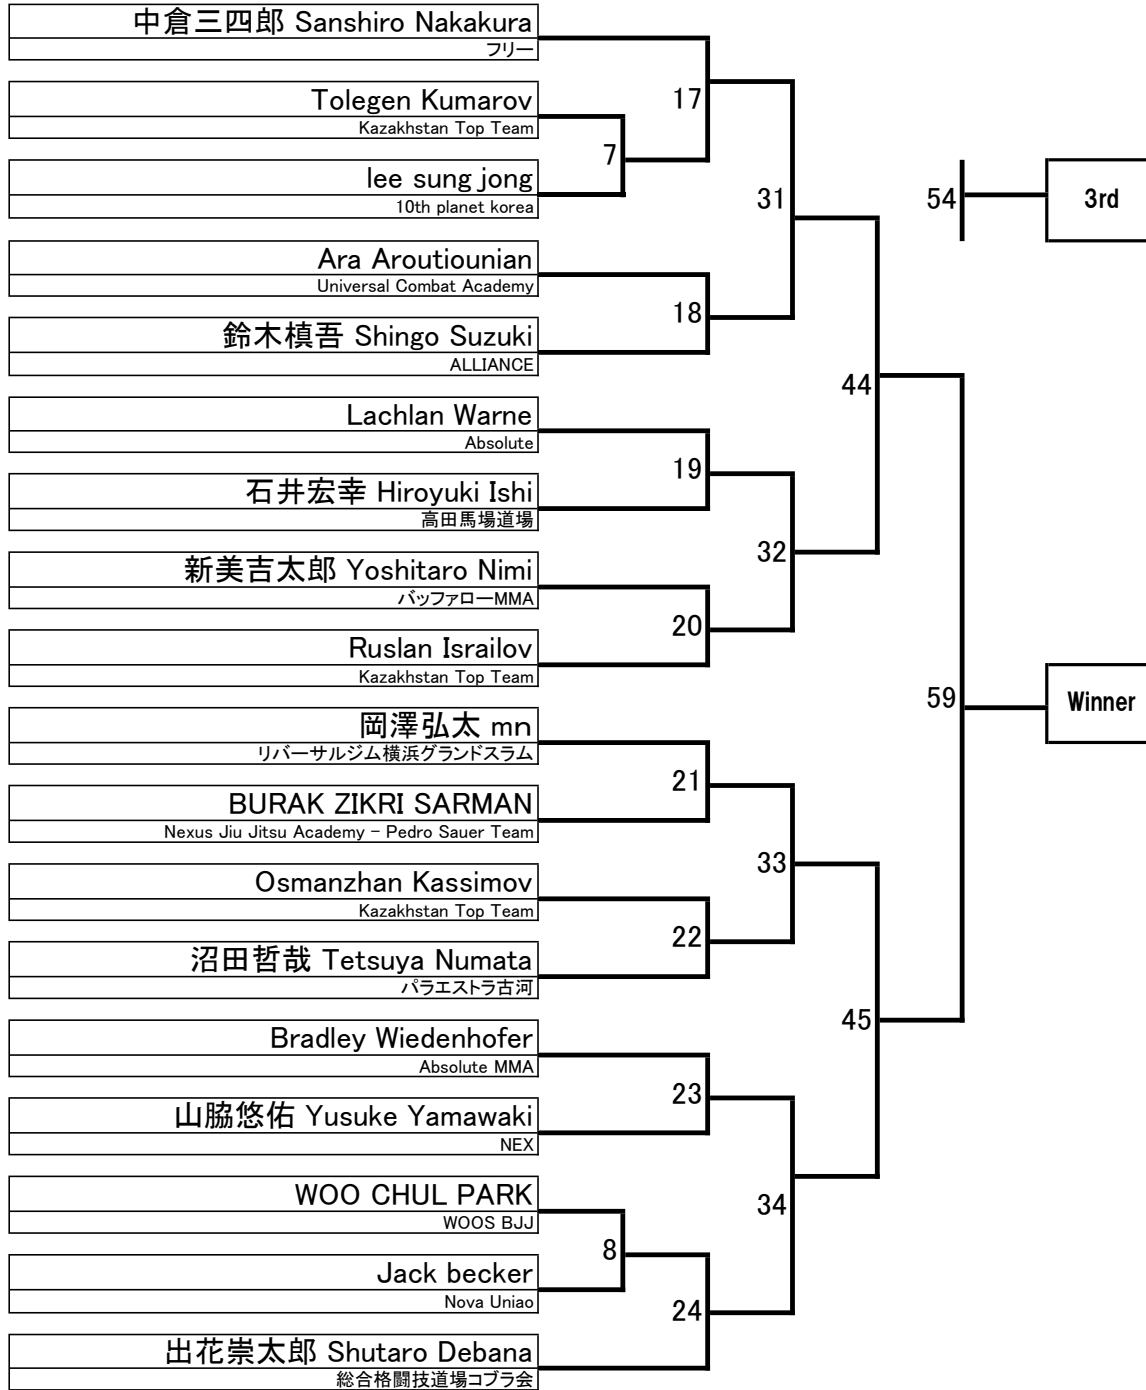 中倉三四郎 Sanshiro Nakakura
フリー
17
Tolegen Kumarov
Kazakhstan Top Team
7
lee sung jong
10th planet korea
31
54
3rd
Ara Aroutiounian
Universal Combat Academy
18
鈴木槙吾 Shingo Suzuki
ALLIANCE
44
Lachlan Warne
Absolute
19
石井宏幸 Hiroyuki Ishi
高田馬場道場
32
新美吉太郎 Yoshitaro Nimi
バッファローMMA
20
Ruslan Israilov
Kazakhstan Top Team
59
Winner
岡澤弘太 mn
リバーサルジム横浜グランドスラム
21
BURAK ZIKRI SARMAN
Nexus Jiu Jitsu Academy - Pedro Sauer Team
33
Osmanzhan Kassimov
Kazakhstan Top Team
22
沼田哲哉 Tetsuya Numata
パラエストラ古河
45
Bradley Wiedenhofer
Absolute MMA
23
山脇悠佑 Yusuke Yamawaki
NEX
34
WOO CHUL PARK
WOOS BJJ
8
Jack becker
Nova Uniao
24
出花崇太郎 Shutaro Debana
総合格闘技道場コブラ会